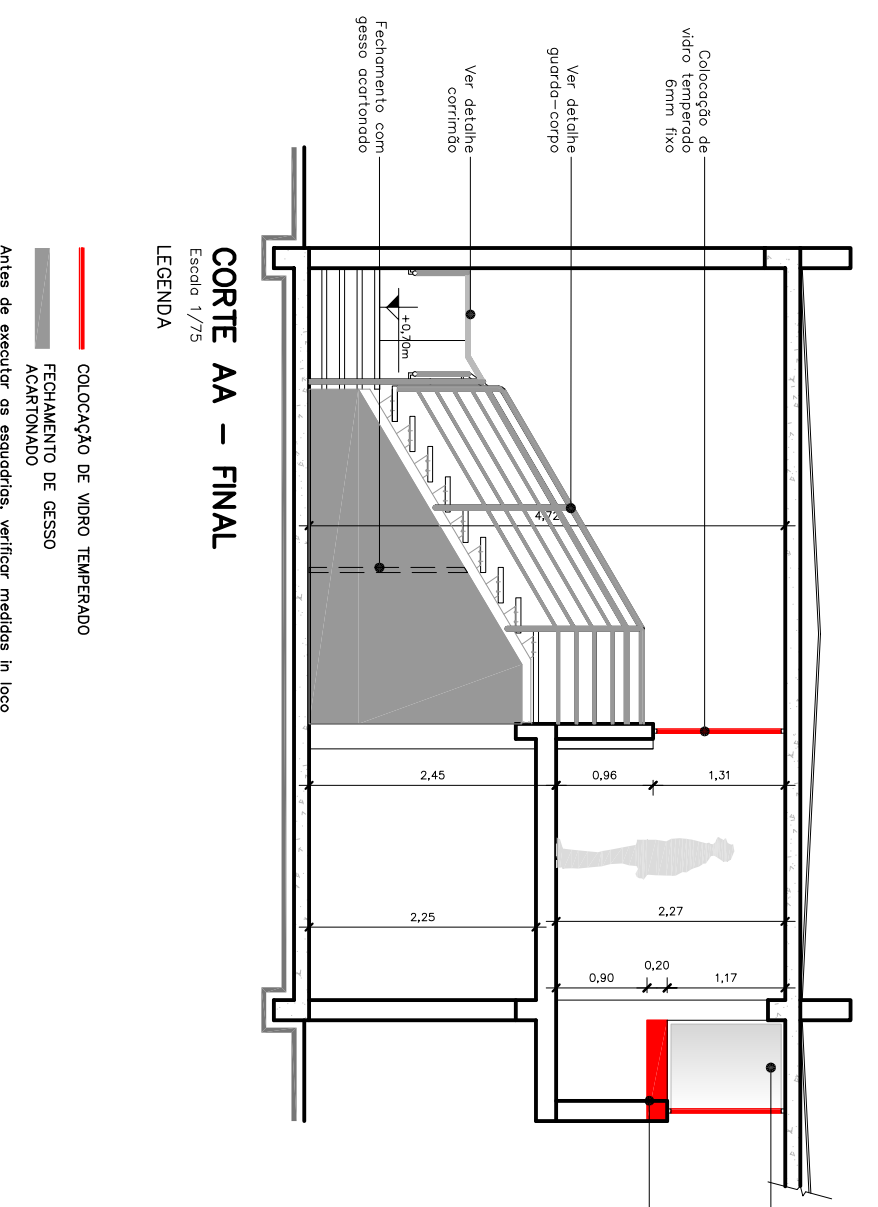 Colocação de
vidro temperado
6mm fixo
Ver detalhe
guarda-corpo
Ver detalhe
corrimão
Fechamento com
gesso acartonado
+0,70m
4,72
2,45
0,96
1,31
2,25
2,27
0,90
0,20
1,17
CORTE AA - FINAL
Escala 1/75
LEGENDA
COLOCAÇÃO DE VIDRO TEMPERADO
FECHAMENTO DE GESSO
ACARTONADO
Antes de executar as esquadrias, verificar medidas in loco